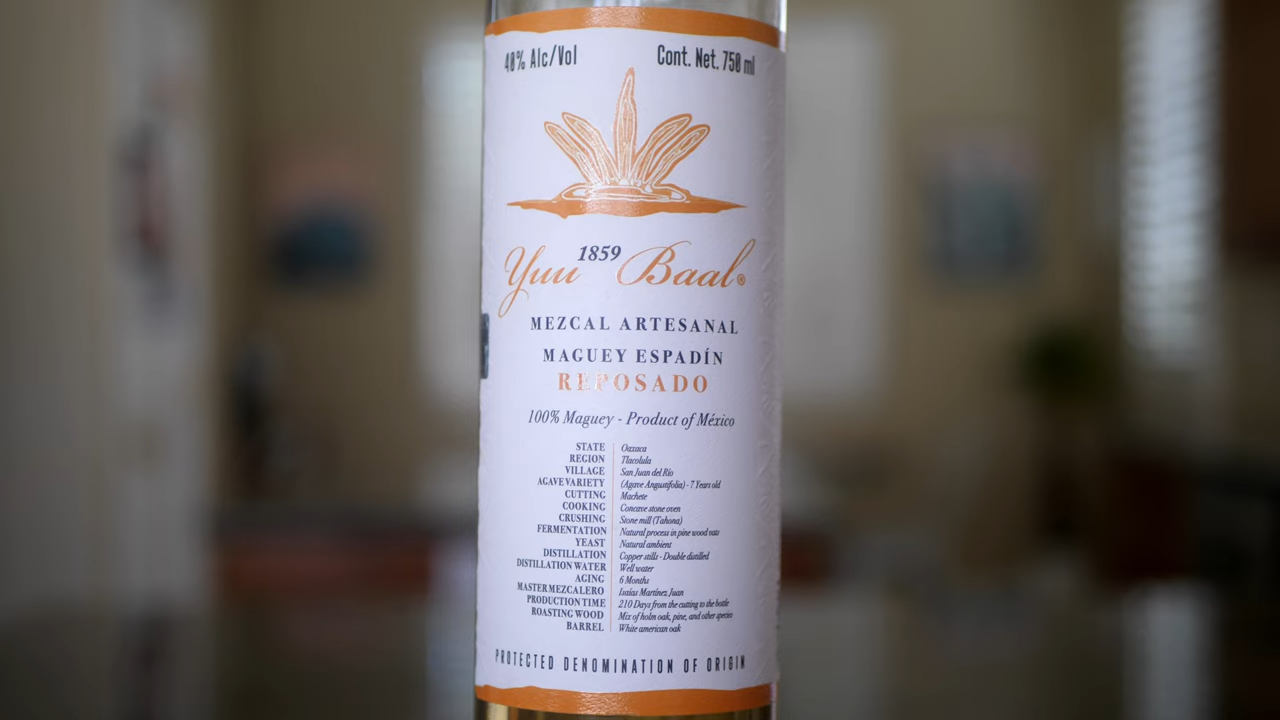 40% Alc/Vol Cont. Net. 750 ml
Yuu 1859 Baal®
MEZCAL ARTESANAL
MAGUEY ESPADÍN
REPOSADO
100% Maguey - Product of México
STATE Oaxaca
REGION Tlacolula
VILLAGE San Juan del Río
AGAVE VARIETY (Agave Angustifolia) - 7 Years old
CUTTING Machete
COOKING Concave stone oven
CRUSHING Stone mill (Tahona)
FERMENTATION Natural process in pine wood vats
YEAST Natural ambient
DISTILLATION Copper stills - Double distilled
DISTILLATION WATER Well water
AGING 6 Months
MASTER MEZCALERO Isaías Martínez Juan
PRODUCTION TIME 210 Days from the cutting to the bottle
ROASTING WOOD Mix of holm oak, pine, and other species
BARREL White american oak
PROTECTED DENOMINATION OF ORIGIN